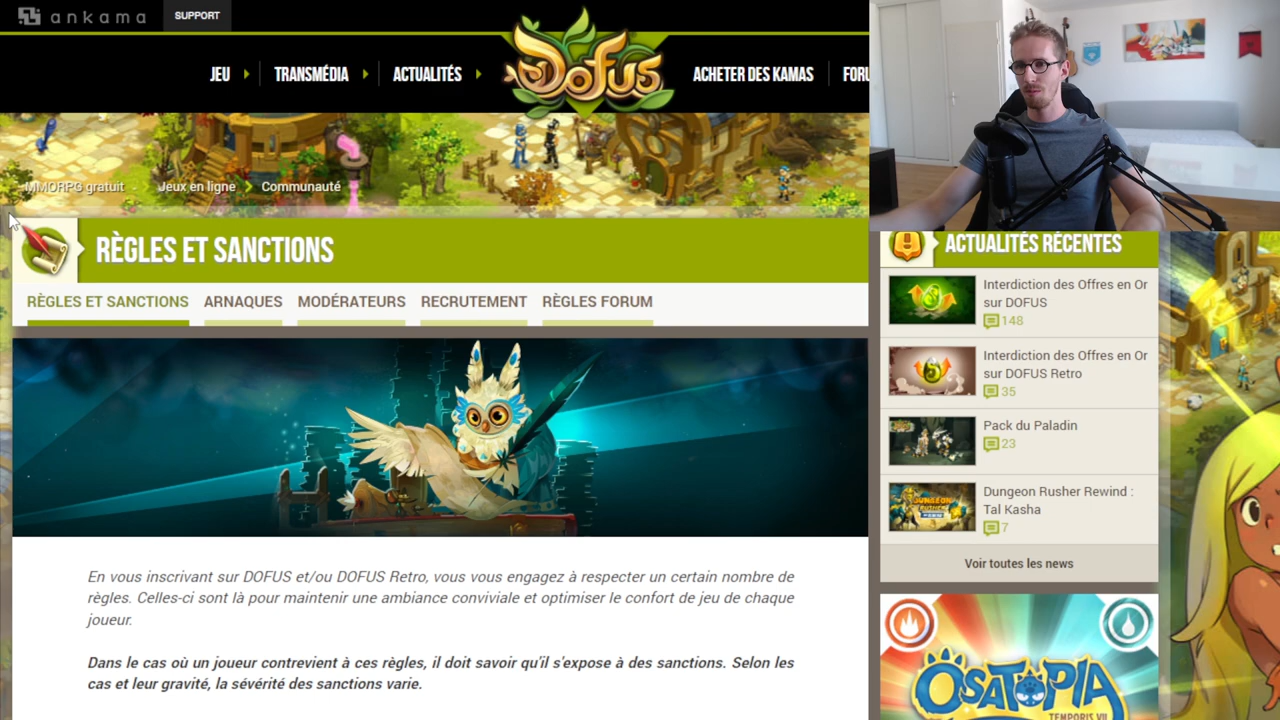 ankama
SUPPORT
JEU
TRANSMÉDIA
ACTUALITÉS
DOFUS
ACHETER DES KAMAS
FORU
MMORPG gratuit
Jeux en ligne
Communauté
RÈGLES ET SANCTIONS
RÈGLES ET SANCTIONS
ARNAQUES
MODÉRATEURS
RECRUTEMENT
RÈGLES FORUM
En vous inscrivant sur DOFUS et/ou DOFUS Retro, vous vous engagez à respecter un certain nombre de
règles. Celles-ci sont là pour maintenir une ambiance conviviale et optimiser le confort de jeu de chaque
joueur.
Dans le cas où un joueur contrevient à ces règles, il doit savoir qu'il s'expose à des sanctions. Selon les
cas et leur gravité, la sévérité des sanctions varie.
ACTUALITÉS RÉCENTES
Interdiction des Offres en Or
sur DOFUS
148
Interdiction des Offres en Or
sur DOFUS Retro
35
Pack du Paladin
23
DUNGEON
RUSHER
Dungeon Rusher Rewind :
Tal Kasha
7
Voir toutes les news
OSATOPIA
TEMPORIS VII